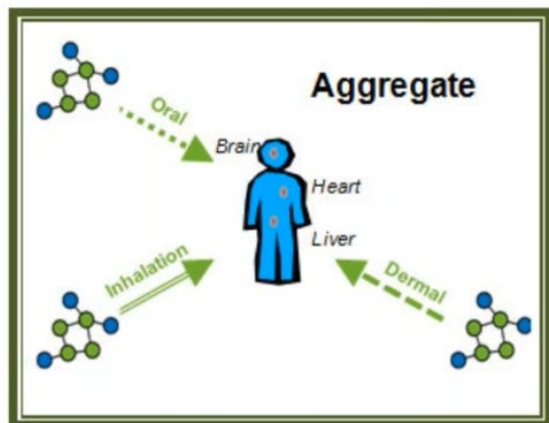 Aggregate
Oral
Brain
Heart
Liver
Inhalation
Dermal